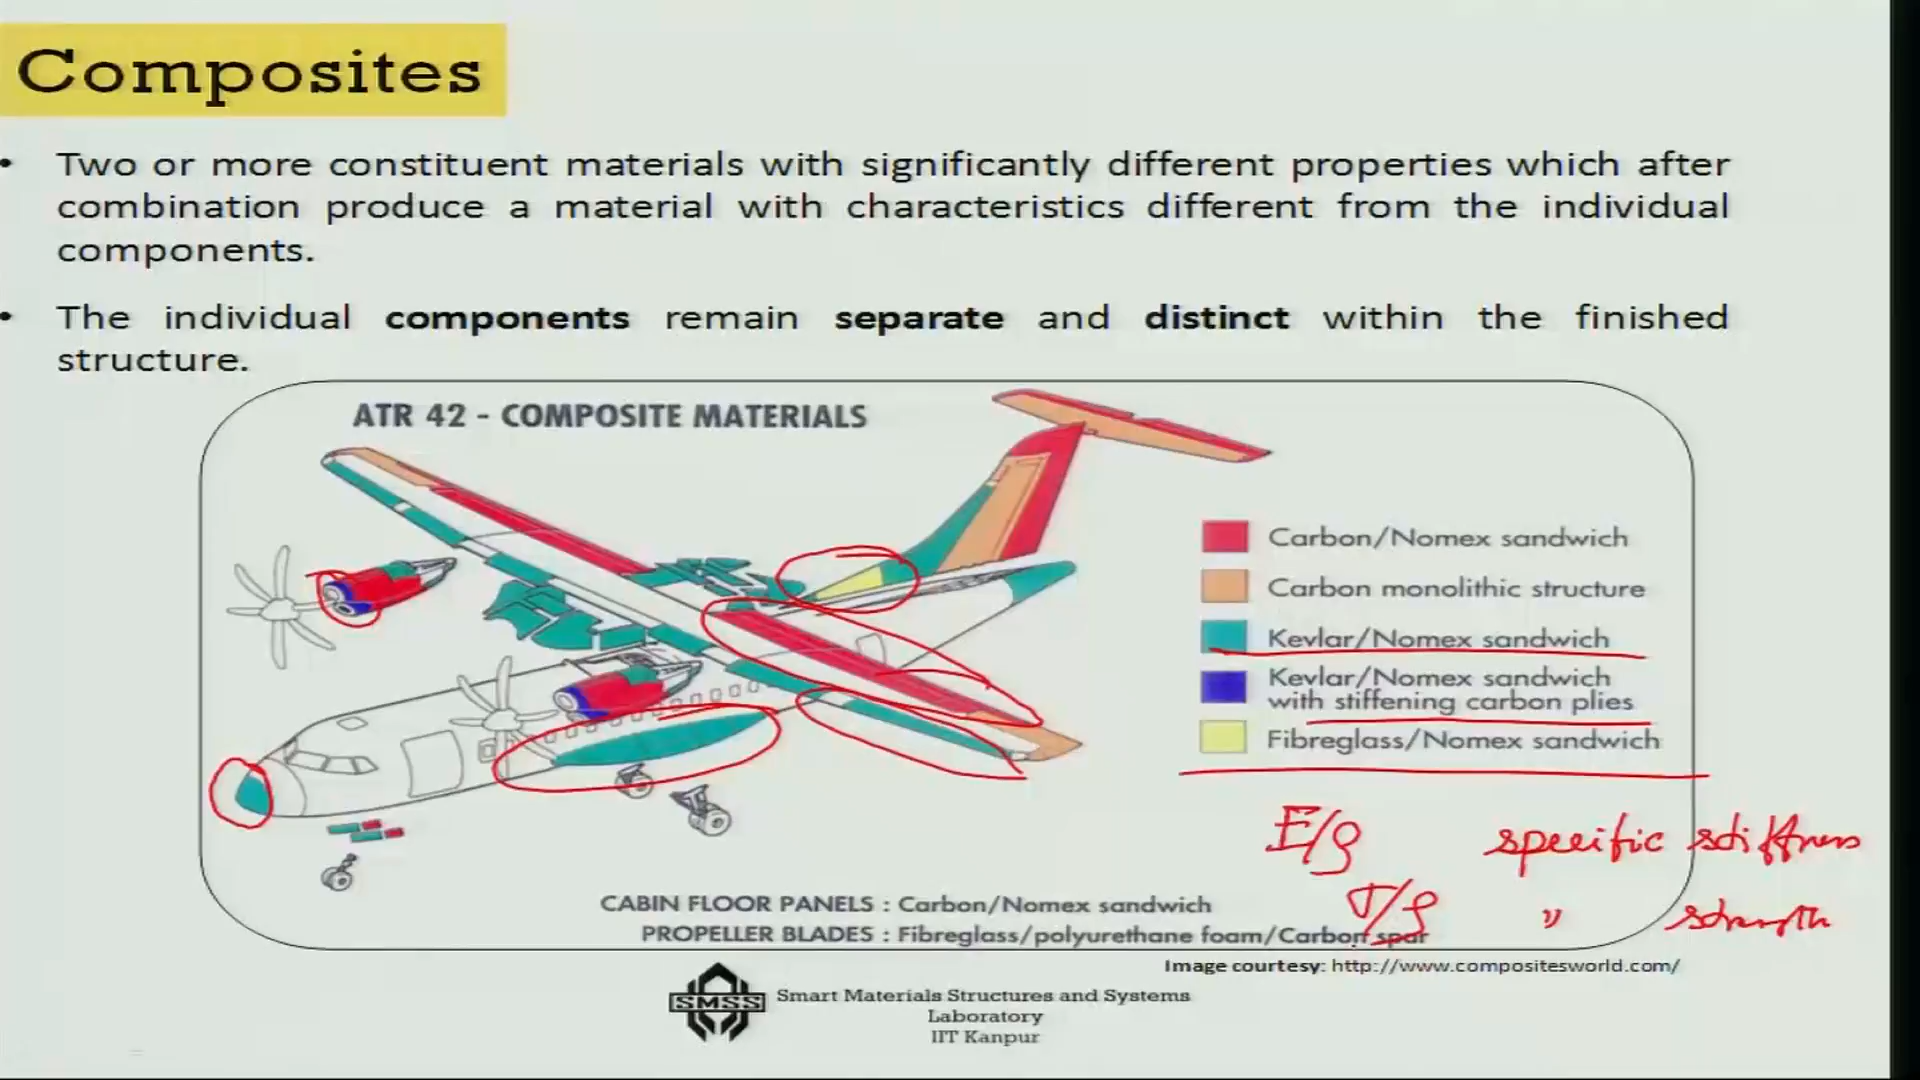 Composites
• Two or more constituent materials with significantly different properties which after
combination produce a material with characteristics different from the individual
components.
• The individual components remain separate and distinct within the finished
structure.
ATR 42 - COMPOSITE MATERIALS
Carbon/Nomex sandwich
Carbon monolithic structure
Kevlar/Nomex sandwich
Kevlar/Nomex sandwich
with stiffening carbon plies
Fibreglass/Nomex sandwich
E/ρ specific stiffness
σ/ρ " strength
CABIN FLOOR PANELS : Carbon/Nomex sandwich
PROPELLER BLADES : Fibreglass/polyurethane foam/Carbon spar
Image courtesy: http://www.compositesworld.com/
SMSS
Smart Materials Structures and Systems
Laboratory
IIT Kanpur